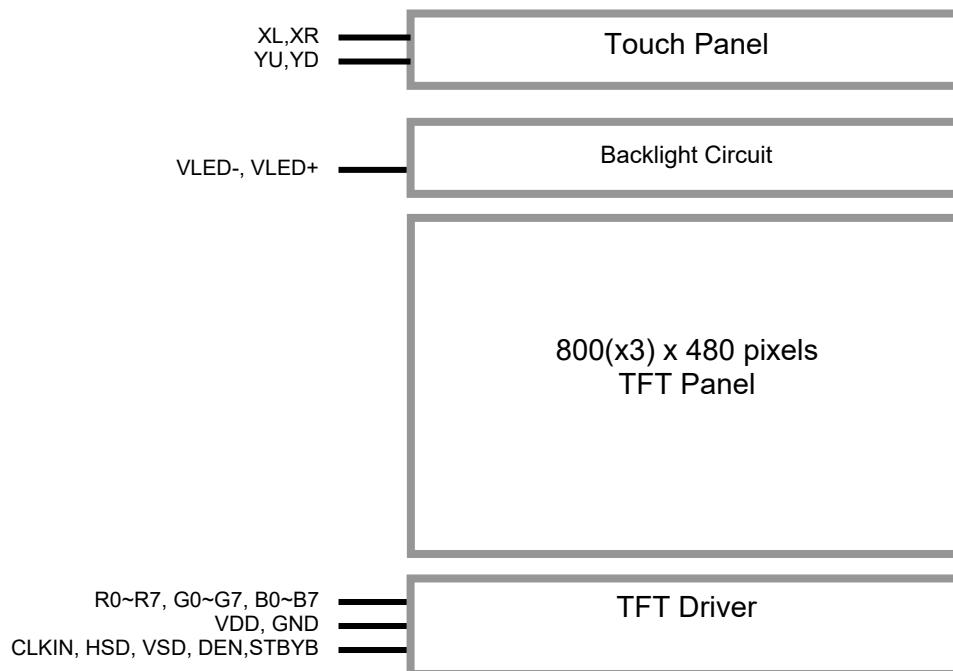 XL,XR
YU,YD
Touch Panel
VLED-, VLED+
Backlight Circuit
800(x3) x 480 pixels
TFT Panel
R0~R7, G0~G7, B0~B7
VDD, GND
CLKIN, HSD, VSD, DEN,STBYB
TFT Driver